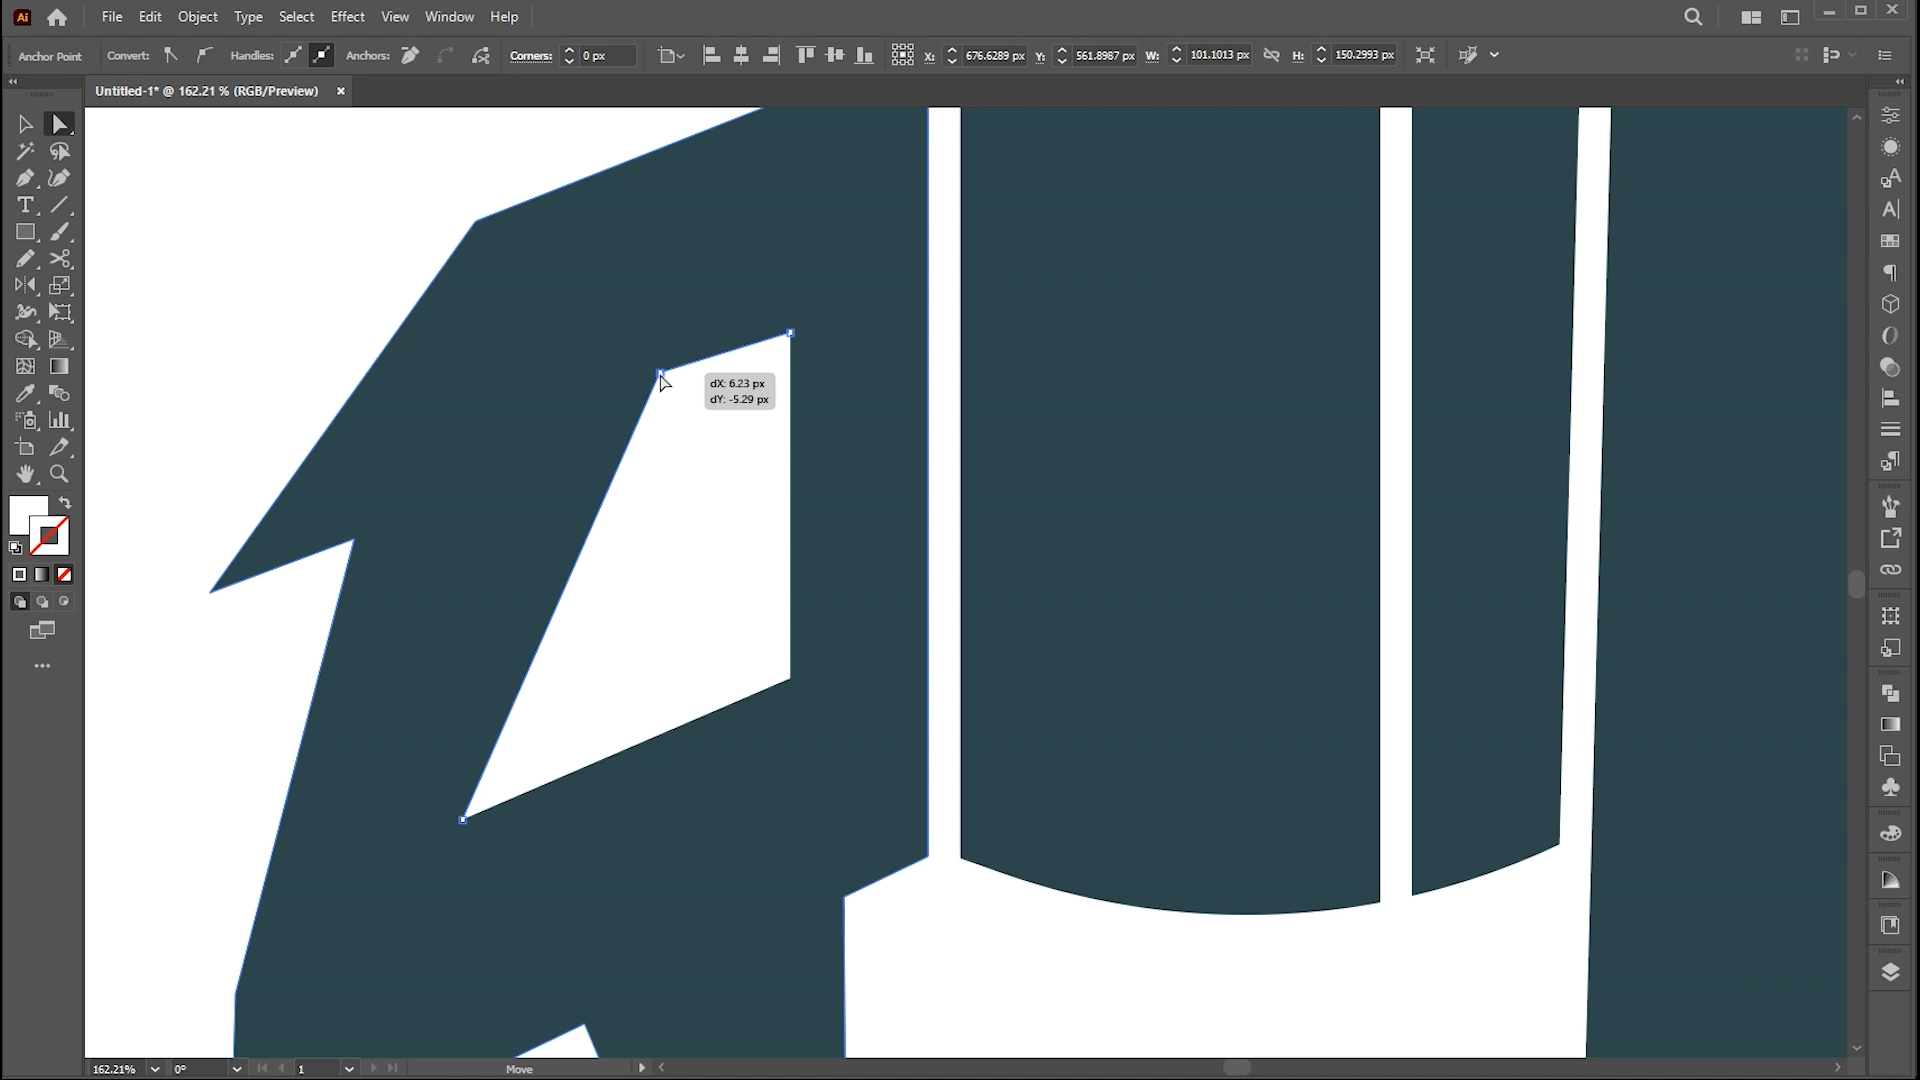 Ai File Edit Object Type Select Effect View Window Help
Anchor Point Convert: Handles: Anchors: Corners: 0 px X: 676.6289 px Y: 561.8987 px W: 101.1013 px H: 150.2993 px
Untitled-1* @ 162.21 % (RGB/Preview) ×
dX: 6.23 px
dY: -5.29 px
162.21% 0° 1 Move